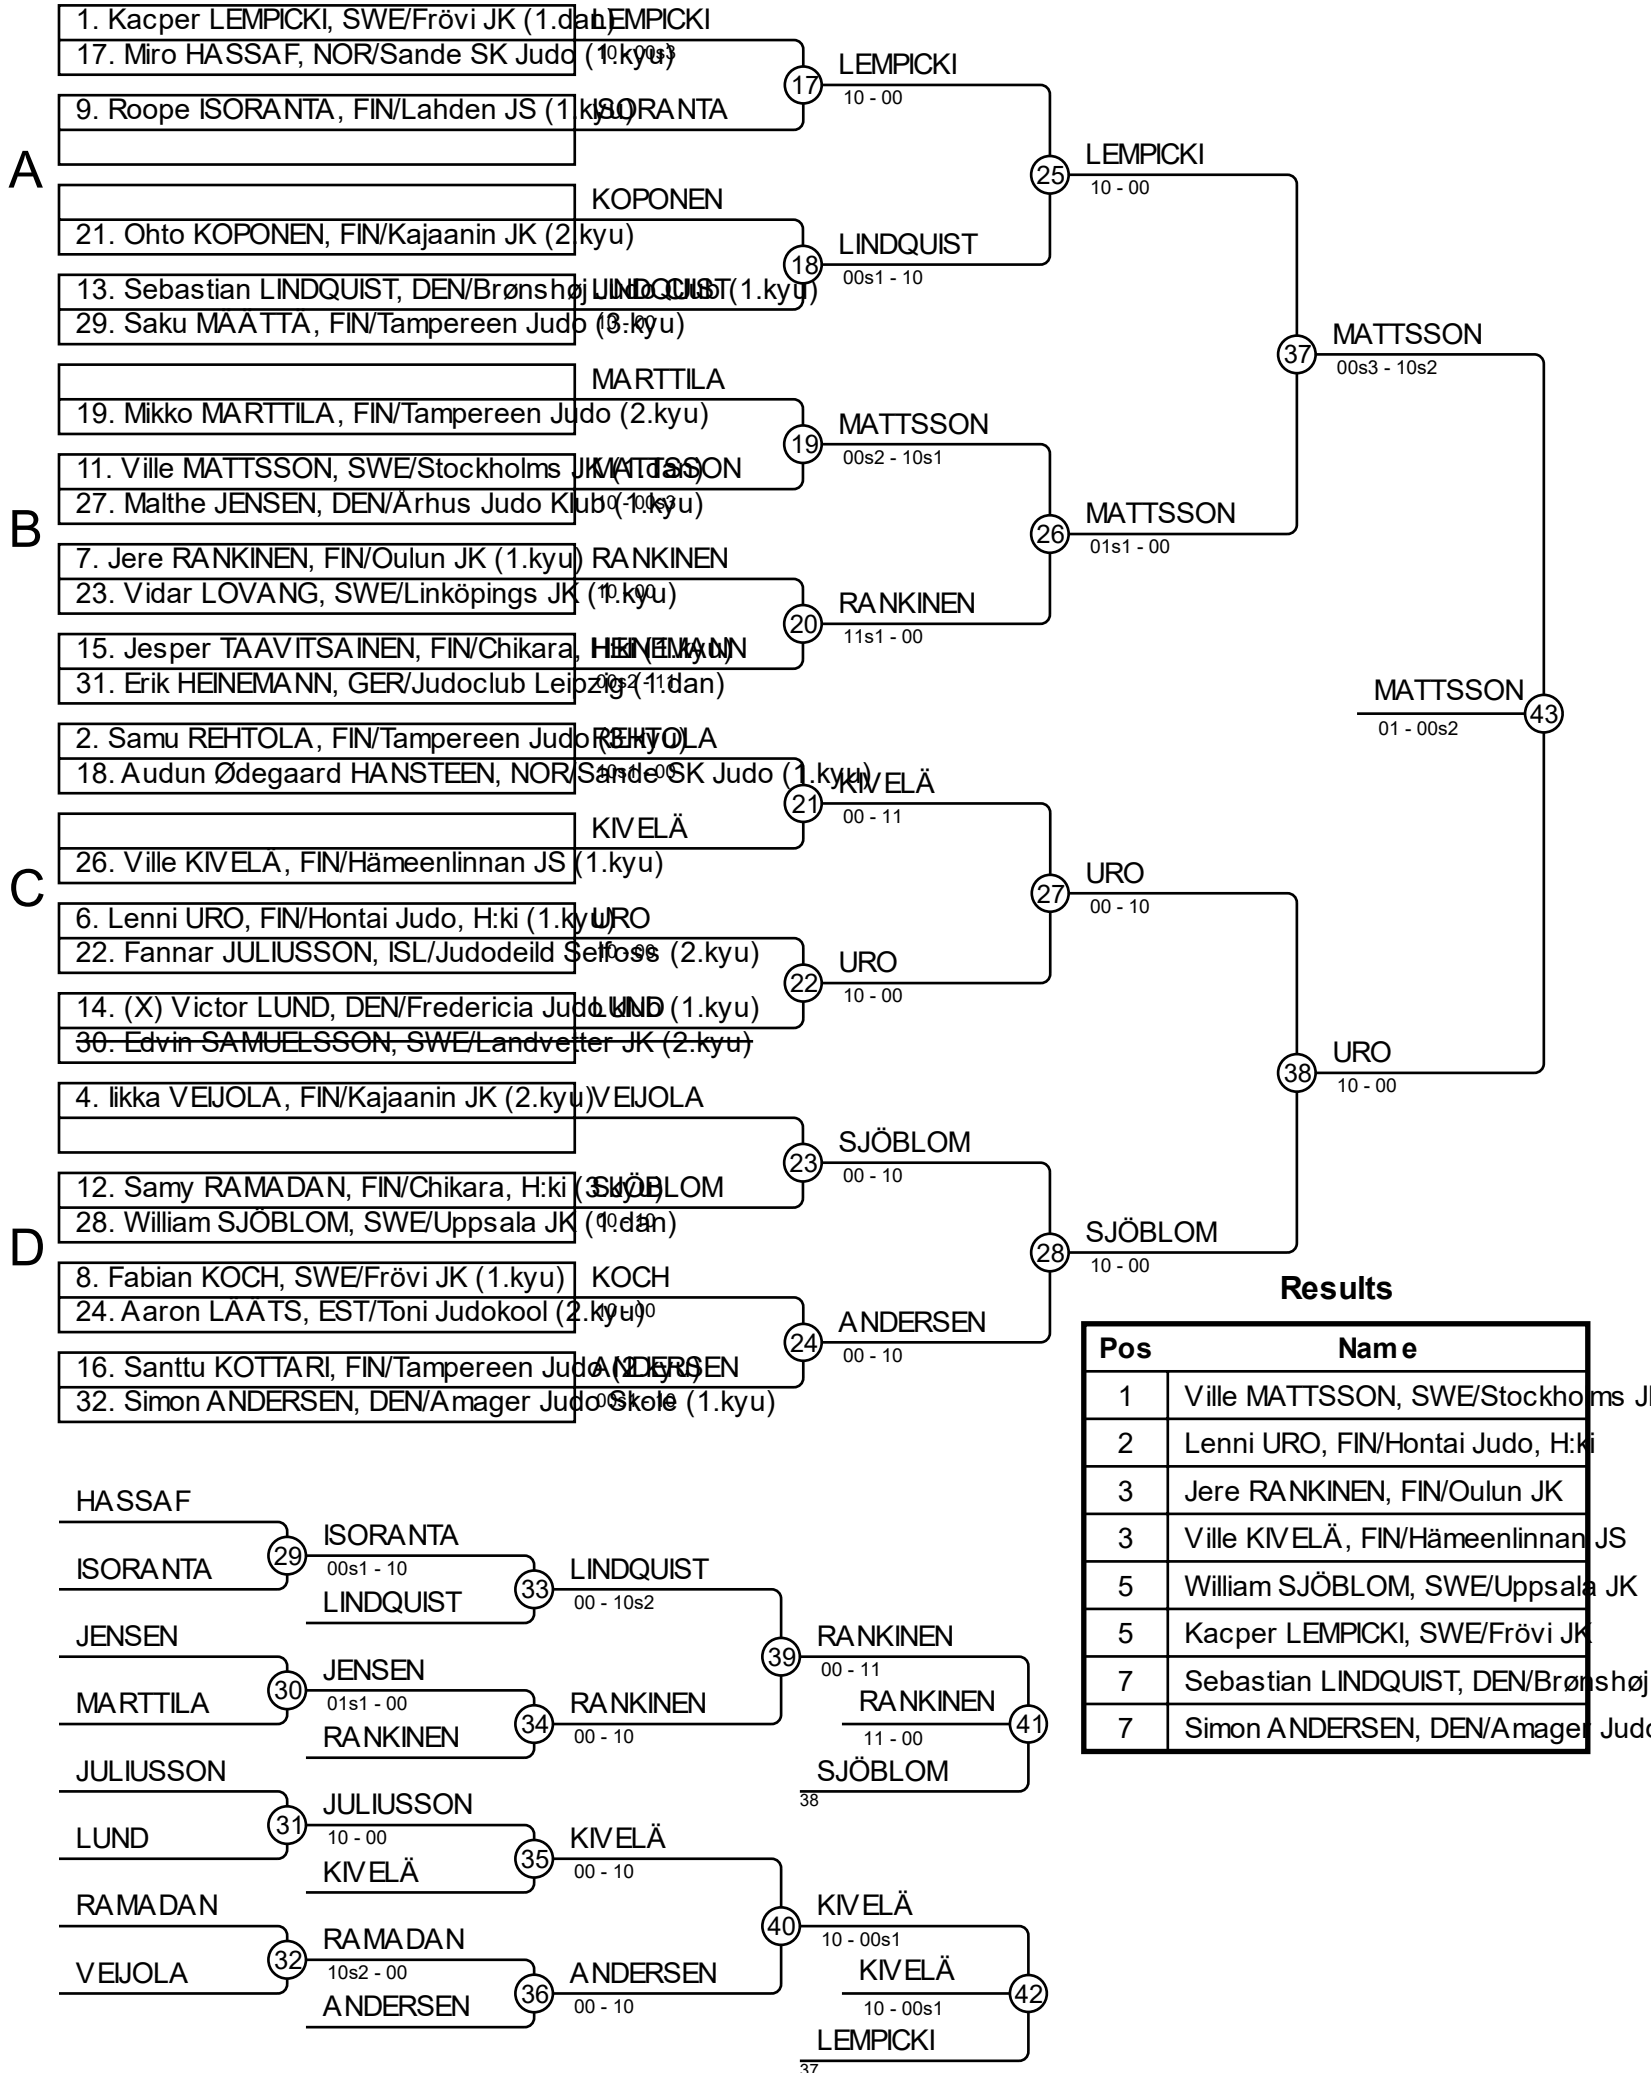 A
1. Kacper LEMPICKI, SWE/Frövi JK (1.dan)
17. Miro HASSAF, NOR/Sande SK Judo (1.kyu)
LEMPICKI
10 - 00s3
9. Roope ISORANTA, FIN/Lahden JS (1.kyu)
ISORANTA
17
LEMPICKI
10 - 00
KOPONEN
21. Ohto KOPONEN, FIN/Kajaanin JK (2.kyu)
13. Sebastian LINDQUIST, DEN/Brønshøj Judo Club (1.kyu)
29. Saku MÄÄTTÄ, FIN/Tampereen Judo (3.kyu)
LINDQUIST
10 - 00
18
LINDQUIST
00s1 - 10
25
LEMPICKI
10 - 00
B
MARTTILA
19. Mikko MARTTILA, FIN/Tampereen Judo (2.kyu)
11. Ville MATTSSON, SWE/Stockholms JK (1.dan)
27. Malthe JENSEN, DEN/Århus Judo Klub (1.kyu)
MATTSSON
10 - 00s3
19
MATTSSON
00s2 - 10s1
7. Jere RANKINEN, FIN/Oulun JK (1.kyu)
23. Vidar LOVANG, SWE/Linköpings JK (1.kyu)
RANKINEN
10 - 00
15. Jesper TAAVITSAINEN, FIN/Chikara, H:ki (1.kyu)
31. Erik HEINEMANN, GER/Judoclub Leipzig (1.dan)
HEINEMANN
00s2 - 11
20
RANKINEN
11s1 - 00
26
MATTSSON
01s1 - 00
37
MATTSSON
00s3 - 10s2
C
2. Samu REHTOLA, FIN/Tampereen Judo (3.kyu)
18. Audun Ødegaard HANSTEEN, NOR/Sande SK Judo (1.kyu)
REHTOLA
10s1 - 00
KIVELÄ
26. Ville KIVELÄ, FIN/Hämeenlinnan JS (1.kyu)
21
KIVELÄ
00 - 11
6. Lenni URO, FIN/Hontai Judo, H:ki (1.kyu)
22. Fannar JULIUSSON, ISL/Judodeild Selfoss (2.kyu)
URO
10 - 00
14. (X) Victor LUND, DEN/Fredericia Judo klub (1.kyu)
30. Edvin SAMUELSSON, SWE/Landvetter JK (2.kyu)
LUND
22
URO
10 - 00
27
URO
00 - 10
D
4. Iikka VEIJOLA, FIN/Kajaanin JK (2.kyu)
VEIJOLA
12. Samy RAMADAN, FIN/Chikara, H:ki (3.kyu)
28. William SJÖBLOM, SWE/Uppsala JK (1.dan)
SJÖBLOM
00 - 10
23
SJÖBLOM
00 - 10
8. Fabian KOCH, SWE/Frövi JK (1.kyu)
24. Aaron LÄÄTS, EST/Toni Judokool (2.kyu)
KOCH
10 - 00
16. Santtu KOTTARI, FIN/Tampereen Judo (2.kyu)
32. Simon ANDERSEN, DEN/Amager Judo Skole (1.kyu)
ANDERSEN
24
ANDERSEN
00 - 10
28
SJÖBLOM
10 - 00
38
URO
10 - 00
MATTSSON
43
01 - 00s2
Results
Pos Name
1 Ville MATTSSON, SWE/Stockholms
2 Lenni URO, FIN/Hontai Judo, H:ki
3 Jere RANKINEN, FIN/Oulun JK
3 Ville KIVELÄ, FIN/Hämeenlinnan JS
5 William SJÖBLOM, SWE/Uppsala JK
5 Kacper LEMPICKI, SWE/Frövi JK
7 Sebastian LINDQUIST, DEN/Brønshøj
7 Simon ANDERSEN, DEN/Amager
HASSAF
ISORANTA
29
ISORANTA
00s1 - 10
LINDQUIST
33
LINDQUIST
00 - 10s2
JENSEN
MARTTILA
30
JENSEN
01s1 - 00
RANKINEN
34
RANKINEN
00 - 10
39
RANKINEN
00 - 11
RANKINEN
41
11 - 00
SJÖBLOM
38
JULIUSSON
LUND
31
JULIUSSON
10 - 00
KIVELÄ
35
KIVELÄ
00 - 10
RAMADAN
VEIJOLA
32
RAMADAN
10s2 - 00
ANDERSEN
36
ANDERSEN
00 - 10
40
KIVELÄ
10 - 00s1
KIVELÄ
42
10 - 00s1
LEMPICKI
37